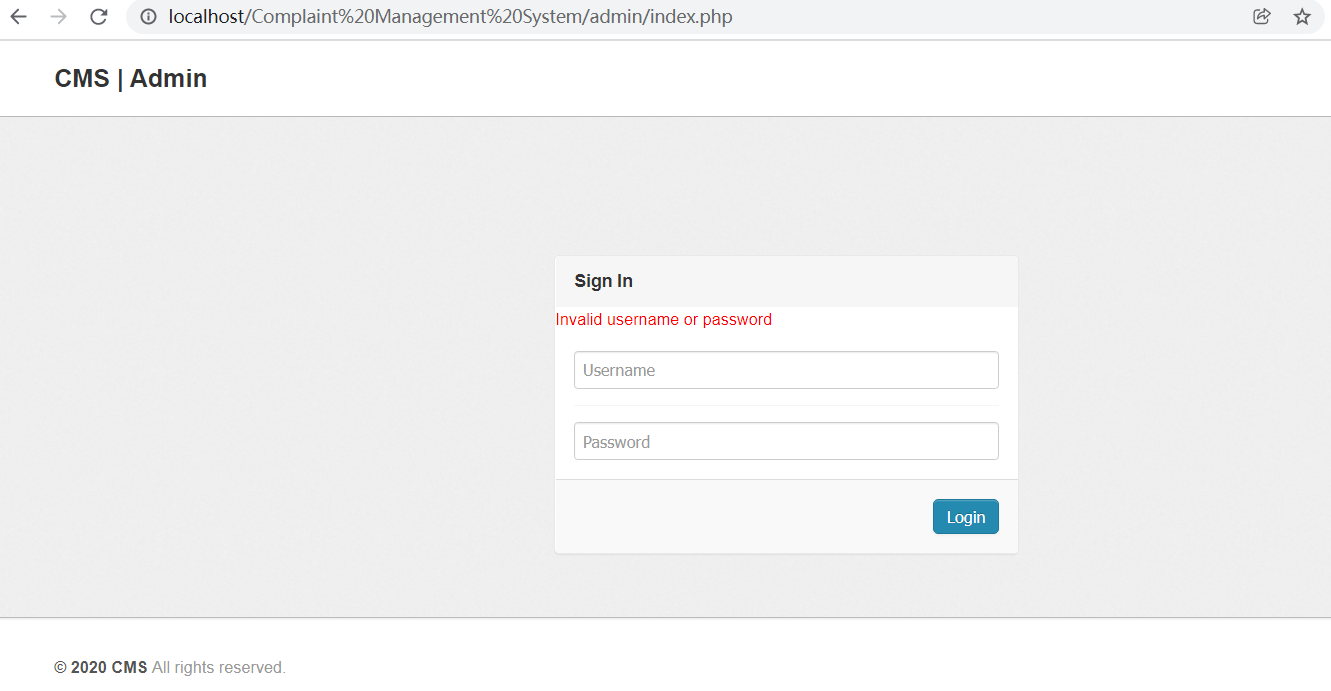 localhost/Complaint%20Management%20System/admin/index.php
CMS | Admin
Sign In
Invalid username or password
Username
Password
Login
© 2020 CMS All rights reserved.